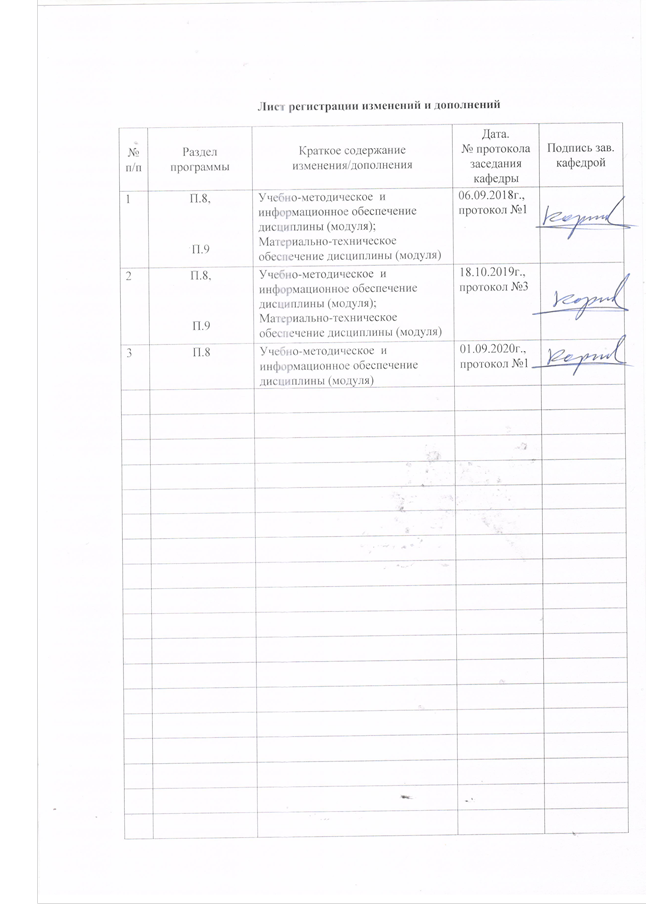 Лист регистрации изменений и дополнений
№
п/п
Раздел
программы
Краткое содержание
изменения/дополнения
Дата.
№ протокола
заседания
кафедры
Подпись зав.
кафедрой
1
П.8,
П.9
Учебно-методическое и
информационное обеспечение
дисциплины (модуля);
Материально-техническое
обеспечение дисциплины (модуля)
06.09.2018г.,
протокол №1
2
П.8,
П.9
Учебно-методическое и
информационное обеспечение
дисциплины (модуля);
Материально-техническое
обеспечение дисциплины (модуля)
18.10.2019г.,
протокол №3
3
П.8
Учебно-методическое и
информационное обеспечение
дисциплины (модуля)
01.09.2020г.,
протокол №1